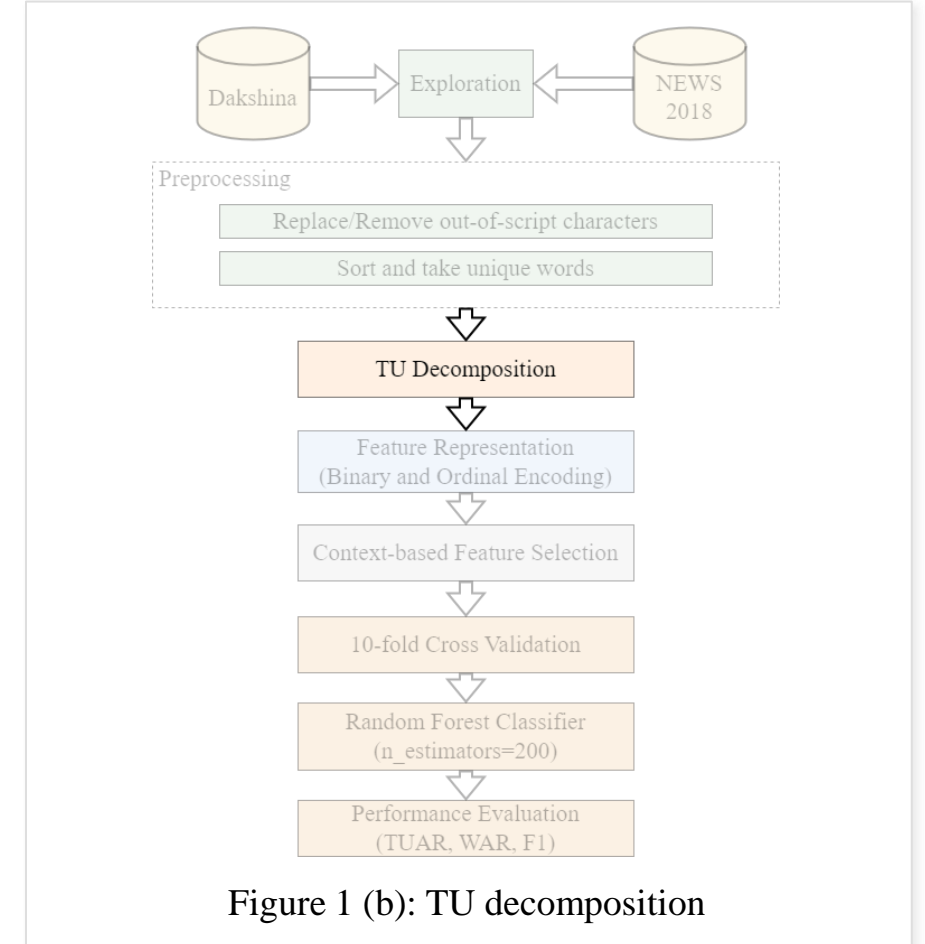 Dakshina
Exploration
NEWS
2018
Preprocessing
Replace/Remove out-of-script characters
Sort and take unique words
TU Decomposition
Feature Representation
(Binary and Ordinal Encoding)
Context-based Feature Selection
10-fold Cross Validation
Random Forest Classifier
(n_estimators=200)
Performance Evaluation
(TUAR, WAR, F1)
Figure 1 (b): TU decomposition